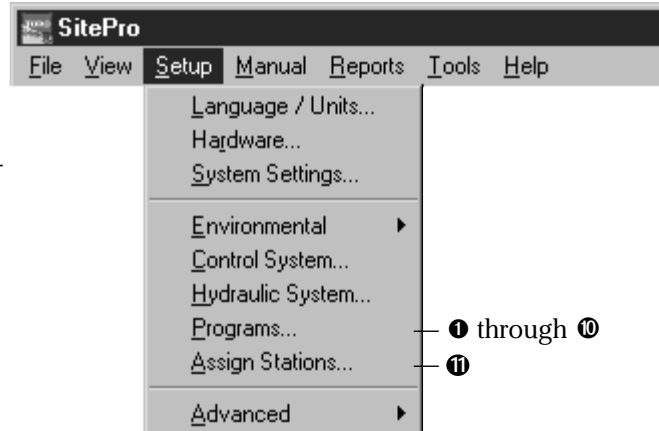 SitePro
File View Setup Manual Reports Tools Help
Language / Units...
Hardware...
System Settings...
Environmental
Control System...
Hydraulic System...
Programs... ❶ through ❿
Assign Stations... ⓫
Advanced